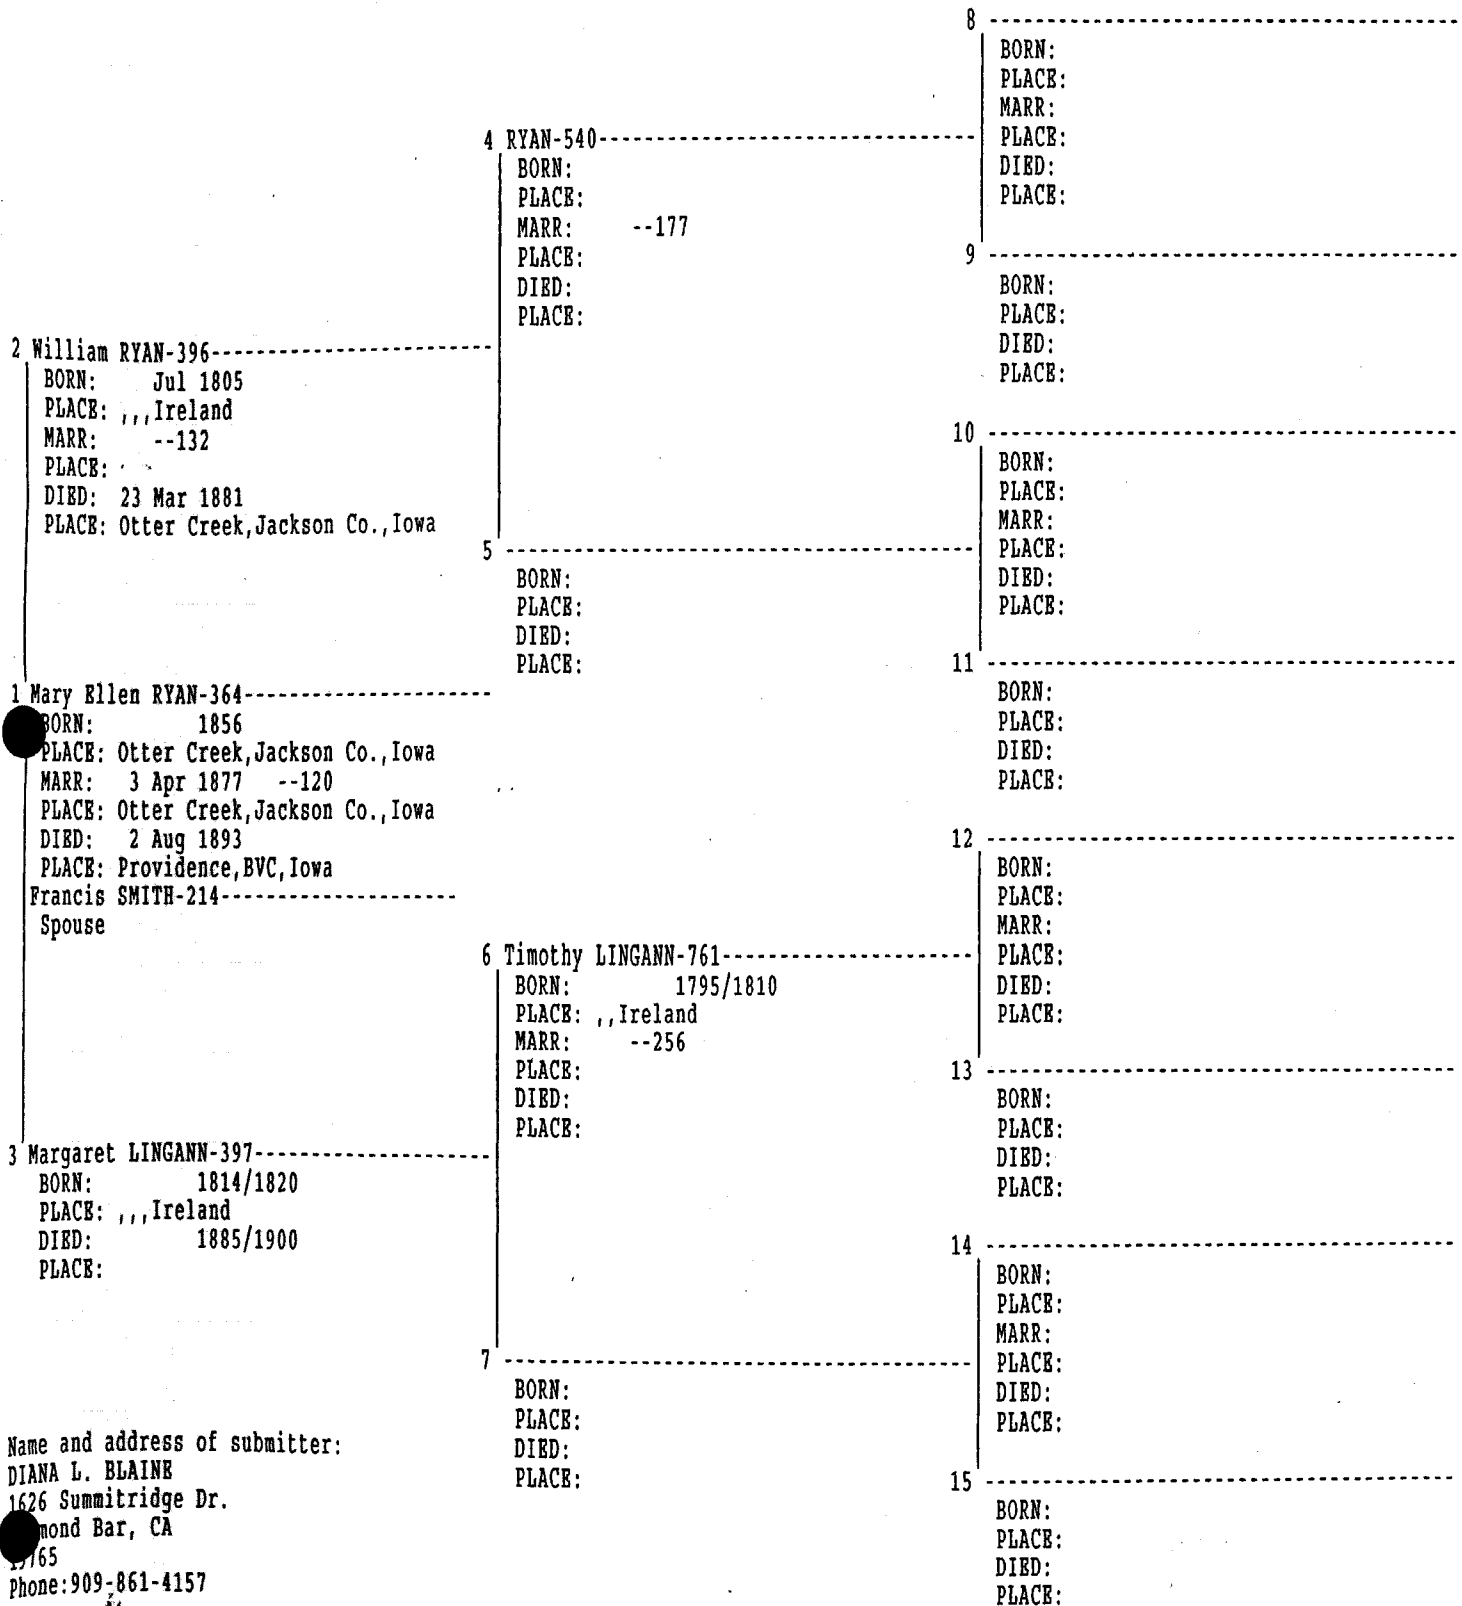 8
BORN:
PLACE:
MARR:
PLACE:
DIED:
PLACE:
4 RYAN-540
BORN:
PLACE:
MARR: --177
PLACE:
DIED:
PLACE:
9
BORN:
PLACE:
DIED:
PLACE:
2 William RYAN-396
BORN: Jul 1805
PLACE: ,,,Ireland
MARR: --132
PLACE:
DIED: 23 Mar 1881
PLACE: Otter Creek,Jackson Co.,Iowa
10
BORN:
PLACE:
MARR:
PLACE:
DIED:
PLACE:
5
BORN:
PLACE:
DIED:
PLACE:
11
BORN:
PLACE:
DIED:
PLACE:
1 Mary Ellen RYAN-364
BORN: 1856
PLACE: Otter Creek,Jackson Co.,Iowa
MARR: 3 Apr 1877 --120
PLACE: Otter Creek,Jackson Co.,Iowa
DIED: 2 Aug 1893
PLACE: Providence,BVC,Iowa
Francis SMITH-214
Spouse
12
BORN:
PLACE:
MARR:
PLACE:
DIED:
PLACE:
6 Timothy LINGANN-761
BORN: 1795/1810
PLACE: ,,Ireland
MARR: --256
PLACE:
DIED:
PLACE:
13
BORN:
PLACE:
DIED:
PLACE:
3 Margaret LINGANN-397
BORN: 1814/1820
PLACE: ,,,Ireland
DIED: 1885/1900
PLACE:
14
BORN:
PLACE:
MARR:
PLACE:
DIED:
PLACE:
7
BORN:
PLACE:
DIED:
PLACE:
15
BORN:
PLACE:
DIED:
PLACE:
Name and address of submitter:
DIANA L. BLAINE
1626 Summitridge Dr.
mond Bar, CA
765
Phone:909-861-4157